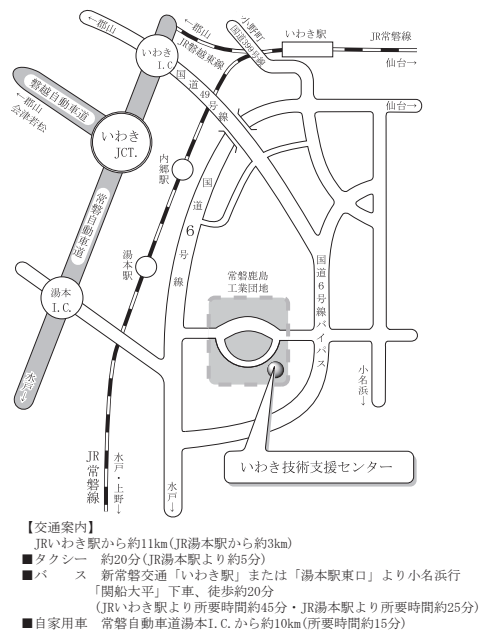 ←郡山
いわき
I.C
←郡山
JR磐越東線
小野町
国道399号線
いわき駅
JR常磐線
仙台→
磐越自動車道
←郡山
会津若松
国道49号線
仙台→
いわき
JCT.
内郷駅
国道6号線
常磐自動車道
湯本駅
常磐鹿島
工業団地
国道6号線バイパス
湯本
I.C.
水戸→
小名浜→
JR常磐線
水戸・上野→
水戸→
いわき技術支援センター
【交通案内】
JRいわき駅から約11km(JR湯本駅から約3km)
■タクシー 約20分(JR湯本駅より約5分)
■バ ス 新常磐交通「いわき駅」または「湯本駅東口」より小名浜行
「関船大平」下車、徒歩約20分
(JRいわき駅より所要時間約45分・JR湯本駅より所要時間約25分)
■自家用車 常磐自動車道湯本I.C.から約10km(所要時間約15分)